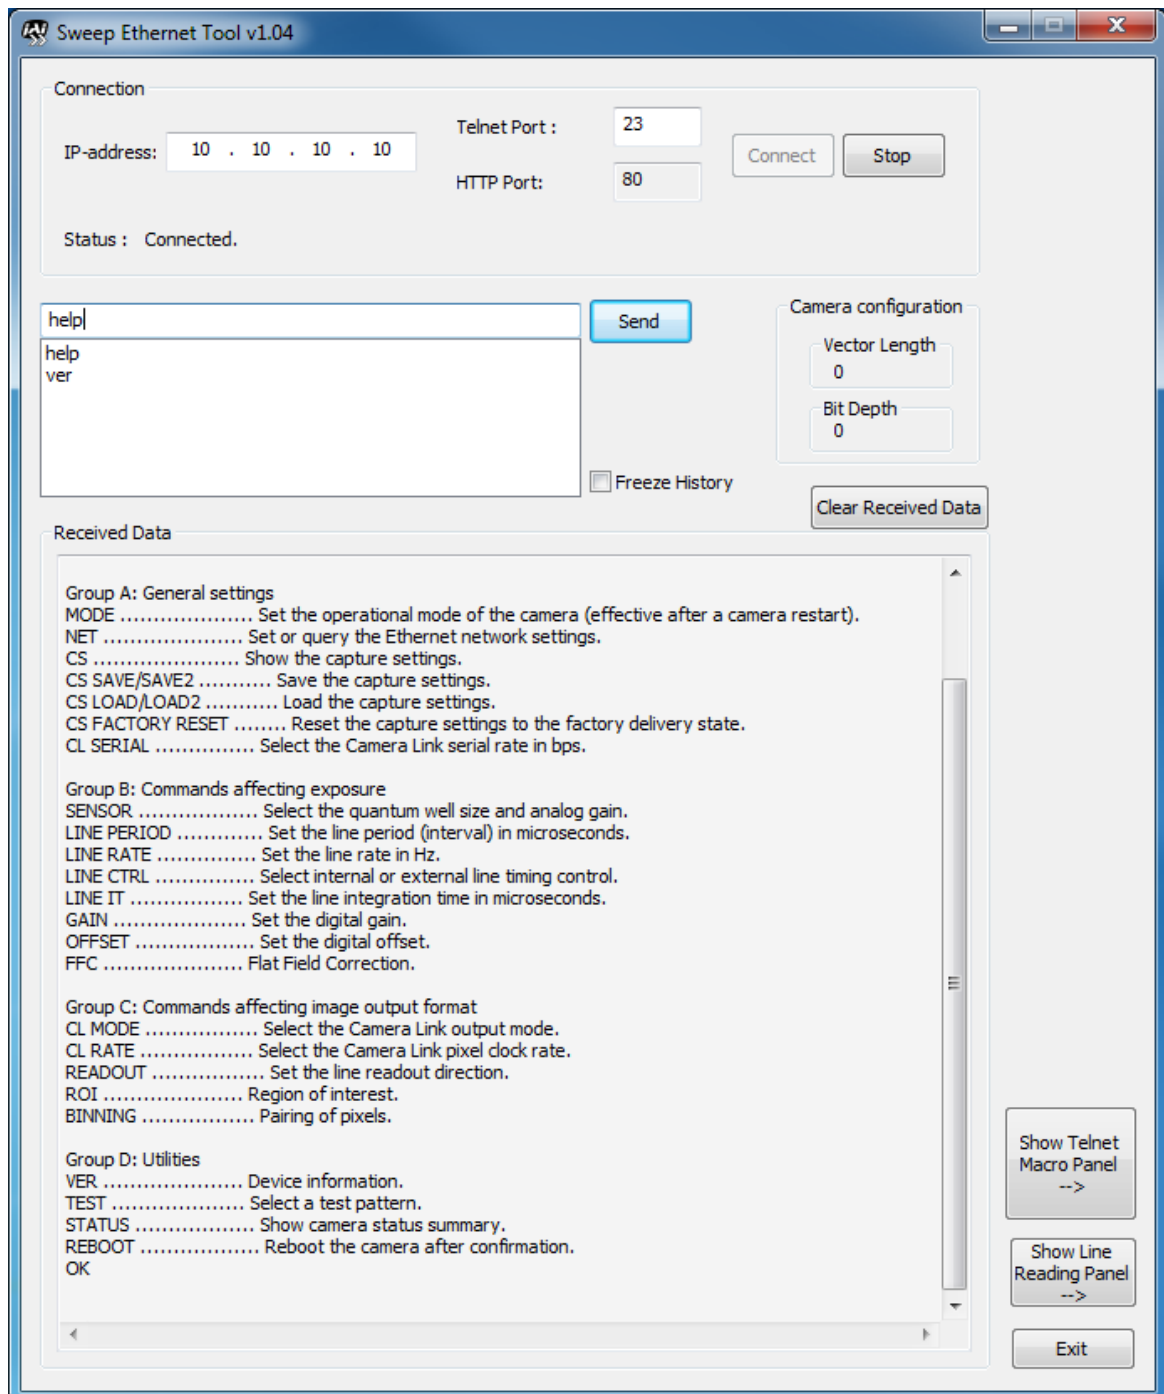 Sweep Ethernet Tool v1.04
Connection
IP-address: 10 . 10 . 10 . 10
Telnet Port : 23
HTTP Port: 80
Connect
Stop
Status : Connected.
help
Send
help
ver
Freeze History
Camera configuration
Vector Length
0
Bit Depth
0
Clear Received Data
Received Data
Group A: General settings
MODE .................... Set the operational mode of the camera (effective after a camera restart).
NET ..................... Set or query the Ethernet network settings.
CS ...................... Show the capture settings.
CS SAVE/SAVE2 ........... Save the capture settings.
CS LOAD/LOAD2 ........... Load the capture settings.
CS FACTORY RESET ........ Reset the capture settings to the factory delivery state.
CL SERIAL ............... Select the Camera Link serial rate in bps.
Group B: Commands affecting exposure
SENSOR .................. Select the quantum well size and analog gain.
LINE PERIOD ............. Set the line period (interval) in microseconds.
LINE RATE ............... Set the line rate in Hz.
LINE CTRL ............... Select internal or external line timing control.
LINE IT ................. Set the line integration time in microseconds.
GAIN .................... Set the digital gain.
OFFSET .................. Set the digital offset.
FFC ..................... Flat Field Correction.
Group C: Commands affecting image output format
CL MODE ................. Select the Camera Link output mode.
CL RATE ................. Select the Camera Link pixel clock rate.
READOUT ................. Set the line readout direction.
ROI ..................... Region of interest.
BINNING ................. Pairing of pixels.
Group D: Utilities
VER ..................... Device information.
TEST .................... Select a test pattern.
STATUS .................. Show camera status summary.
REBOOT .................. Reboot the camera after confirmation.
OK
Show Telnet
Macro Panel
-->
Show Line
Reading Panel
-->
Exit